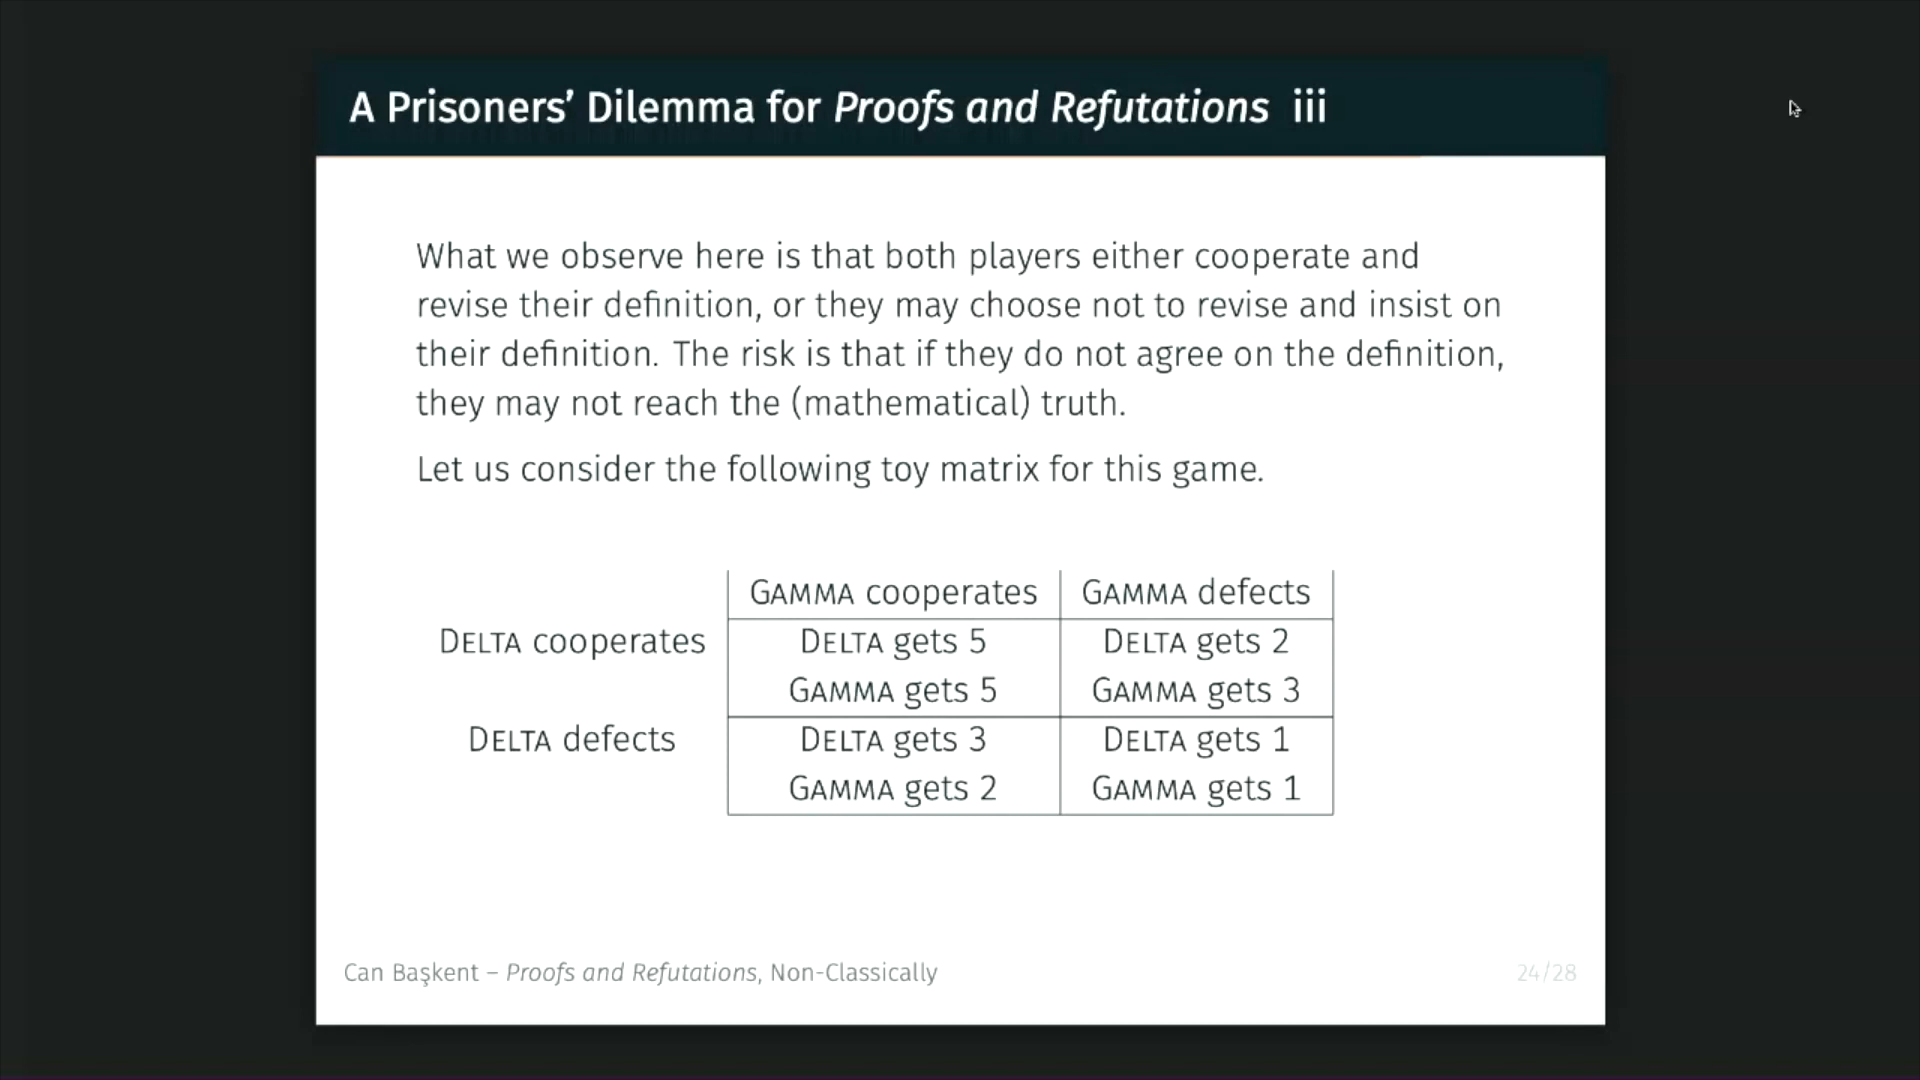 A Prisoners’ Dilemma for Proofs and Refutations iii
What we observe here is that both players either cooperate and
revise their definition, or they may choose not to revise and insist on
their definition. The risk is that if they do not agree on the definition,
they may not reach the (mathematical) truth.
Let us consider the following toy matrix for this game.
GAMMA cooperates GAMMA defects
DELTA cooperates DELTA gets 5 DELTA gets 2
GAMMA gets 5 GAMMA gets 3
DELTA defects DELTA gets 3 DELTA gets 1
GAMMA gets 2 GAMMA gets 1
Can Başkent – Proofs and Refutations, Non-Classically 24/28